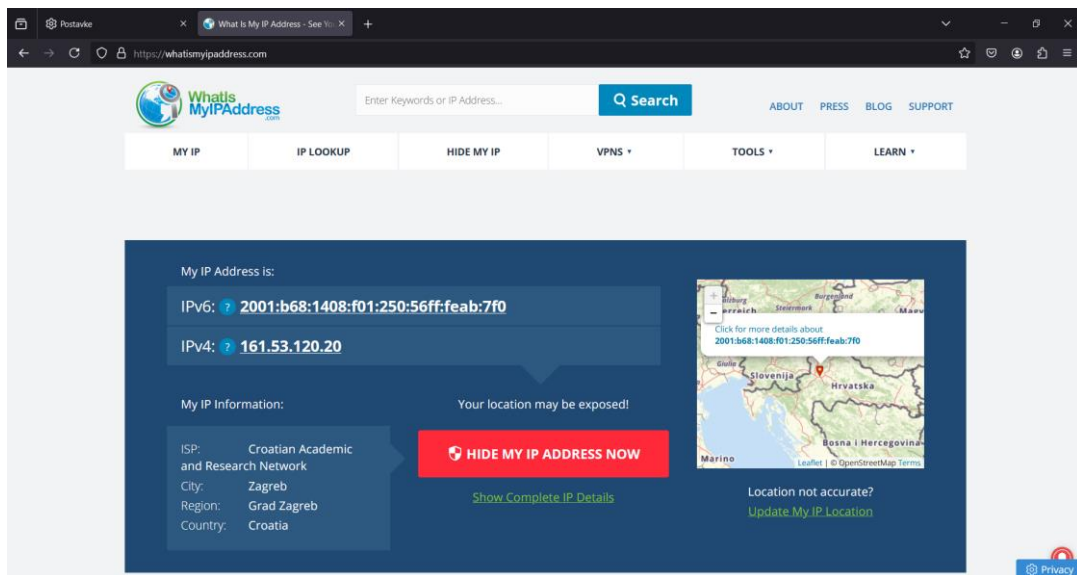 Postavke
What Is My IP Address - See Yo
https://whatismyipaddress.com
WhatIs
MyIPAddress
.com
Enter Keywords or IP Address...
Search
ABOUT PRESS BLOG SUPPORT
MY IP IP LOOKUP HIDE MY IP VPNS TOOLS LEARN
My IP Address is:
IPv6: ? 2001:b68:1408:f01:250:56ff:feab:7f0
IPv4: ? 161.53.120.20
My IP Information:
ISP: Croatian Academic
and Research Network
City: Zagreb
Region: Grad Zagreb
Country: Croatia
Your location may be exposed!
HIDE MY IP ADDRESS NOW
Show Complete IP Details
+
−
Burgenland
Steiermark
Click for more details about
2001:b68:1408:f01:250:56ff:feab:7f0
Slovenija
Hrvatska
Bosna i Hercegovina
Marino
Leaflet | © OpenStreetMap Terms
Location not accurate?
Update My IP Location
Privacy